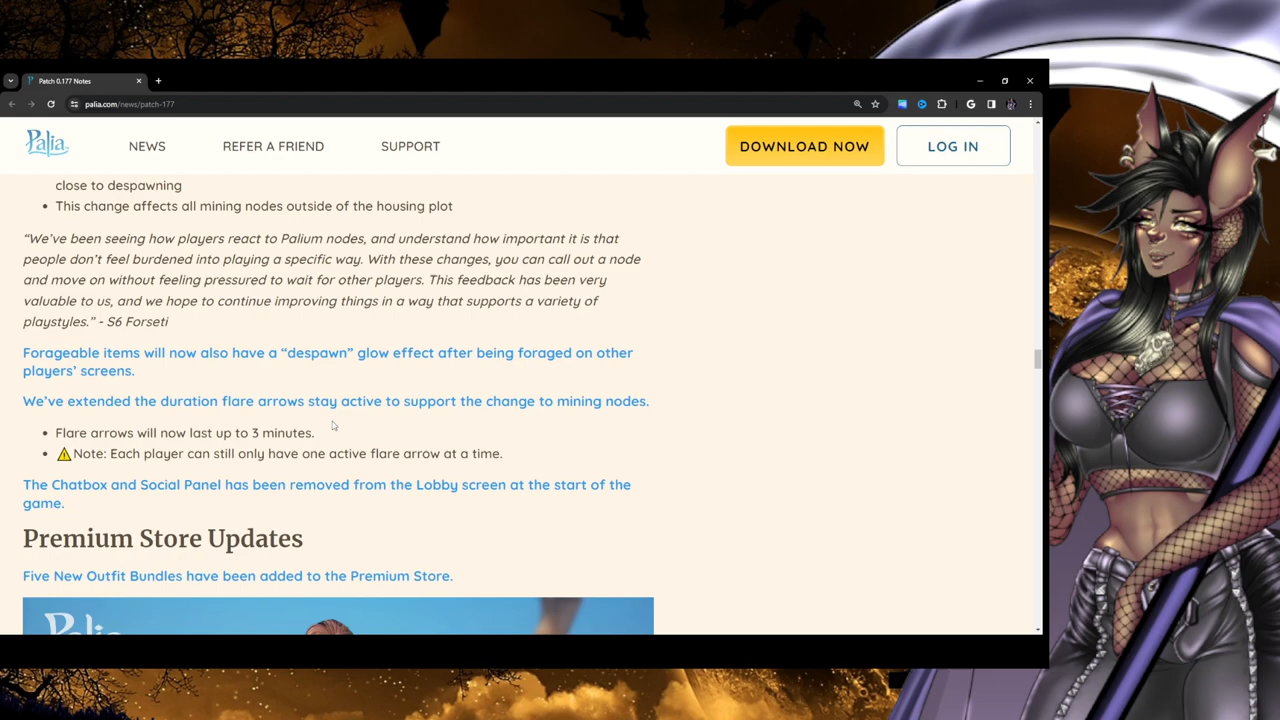 Patch 0.177 Notes
palia.com/news/patch-177
Palia
NEWS
REFER A FRIEND
SUPPORT
DOWNLOAD NOW
LOG IN
close to despawning
This change affects all mining nodes outside of the housing plot
“We’ve been seeing how players react to Palium nodes, and understand how important it is that
people don’t feel burdened into playing a specific way. With these changes, you can call out a node
and move on without feeling pressured to wait for other players. This feedback has been very
valuable to us, and we hope to continue improving things in a way that supports a variety of
playstyles.” - S6 Forseti
Forageable items will now also have a “despawn” glow effect after being foraged on other
players’ screens.
We’ve extended the duration flare arrows stay active to support the change to mining nodes.
Flare arrows will now last up to 3 minutes.
Note: Each player can still only have one active flare arrow at a time.
The Chatbox and Social Panel has been removed from the Lobby screen at the start of the
game.
Premium Store Updates
Five New Outfit Bundles have been added to the Premium Store.
Palia